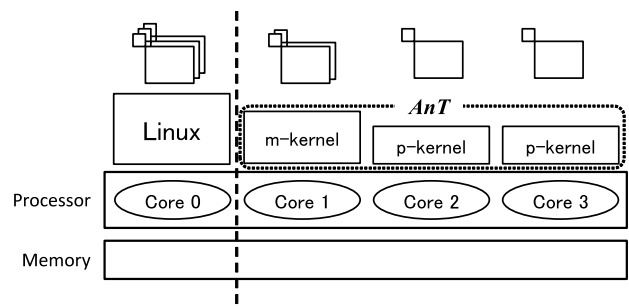 AnT
Linux
m-kernel
p-kernel
p-kernel
Processor
Core 0
Core 1
Core 2
Core 3
Memory